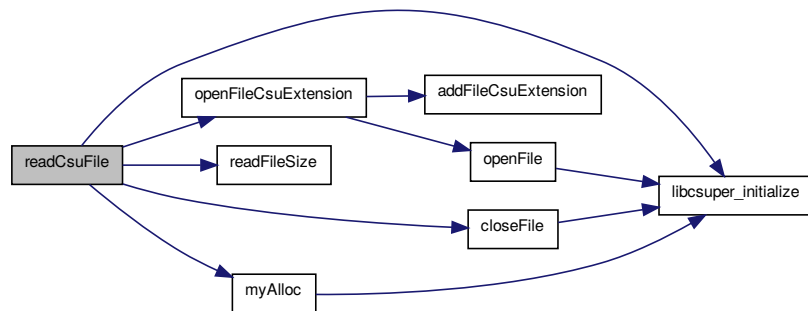 openFileCsuExtension
addFileCsuExtension
readCsuFile
readFileSize
openFile
libcsuper_initialize
closeFile
myAlloc